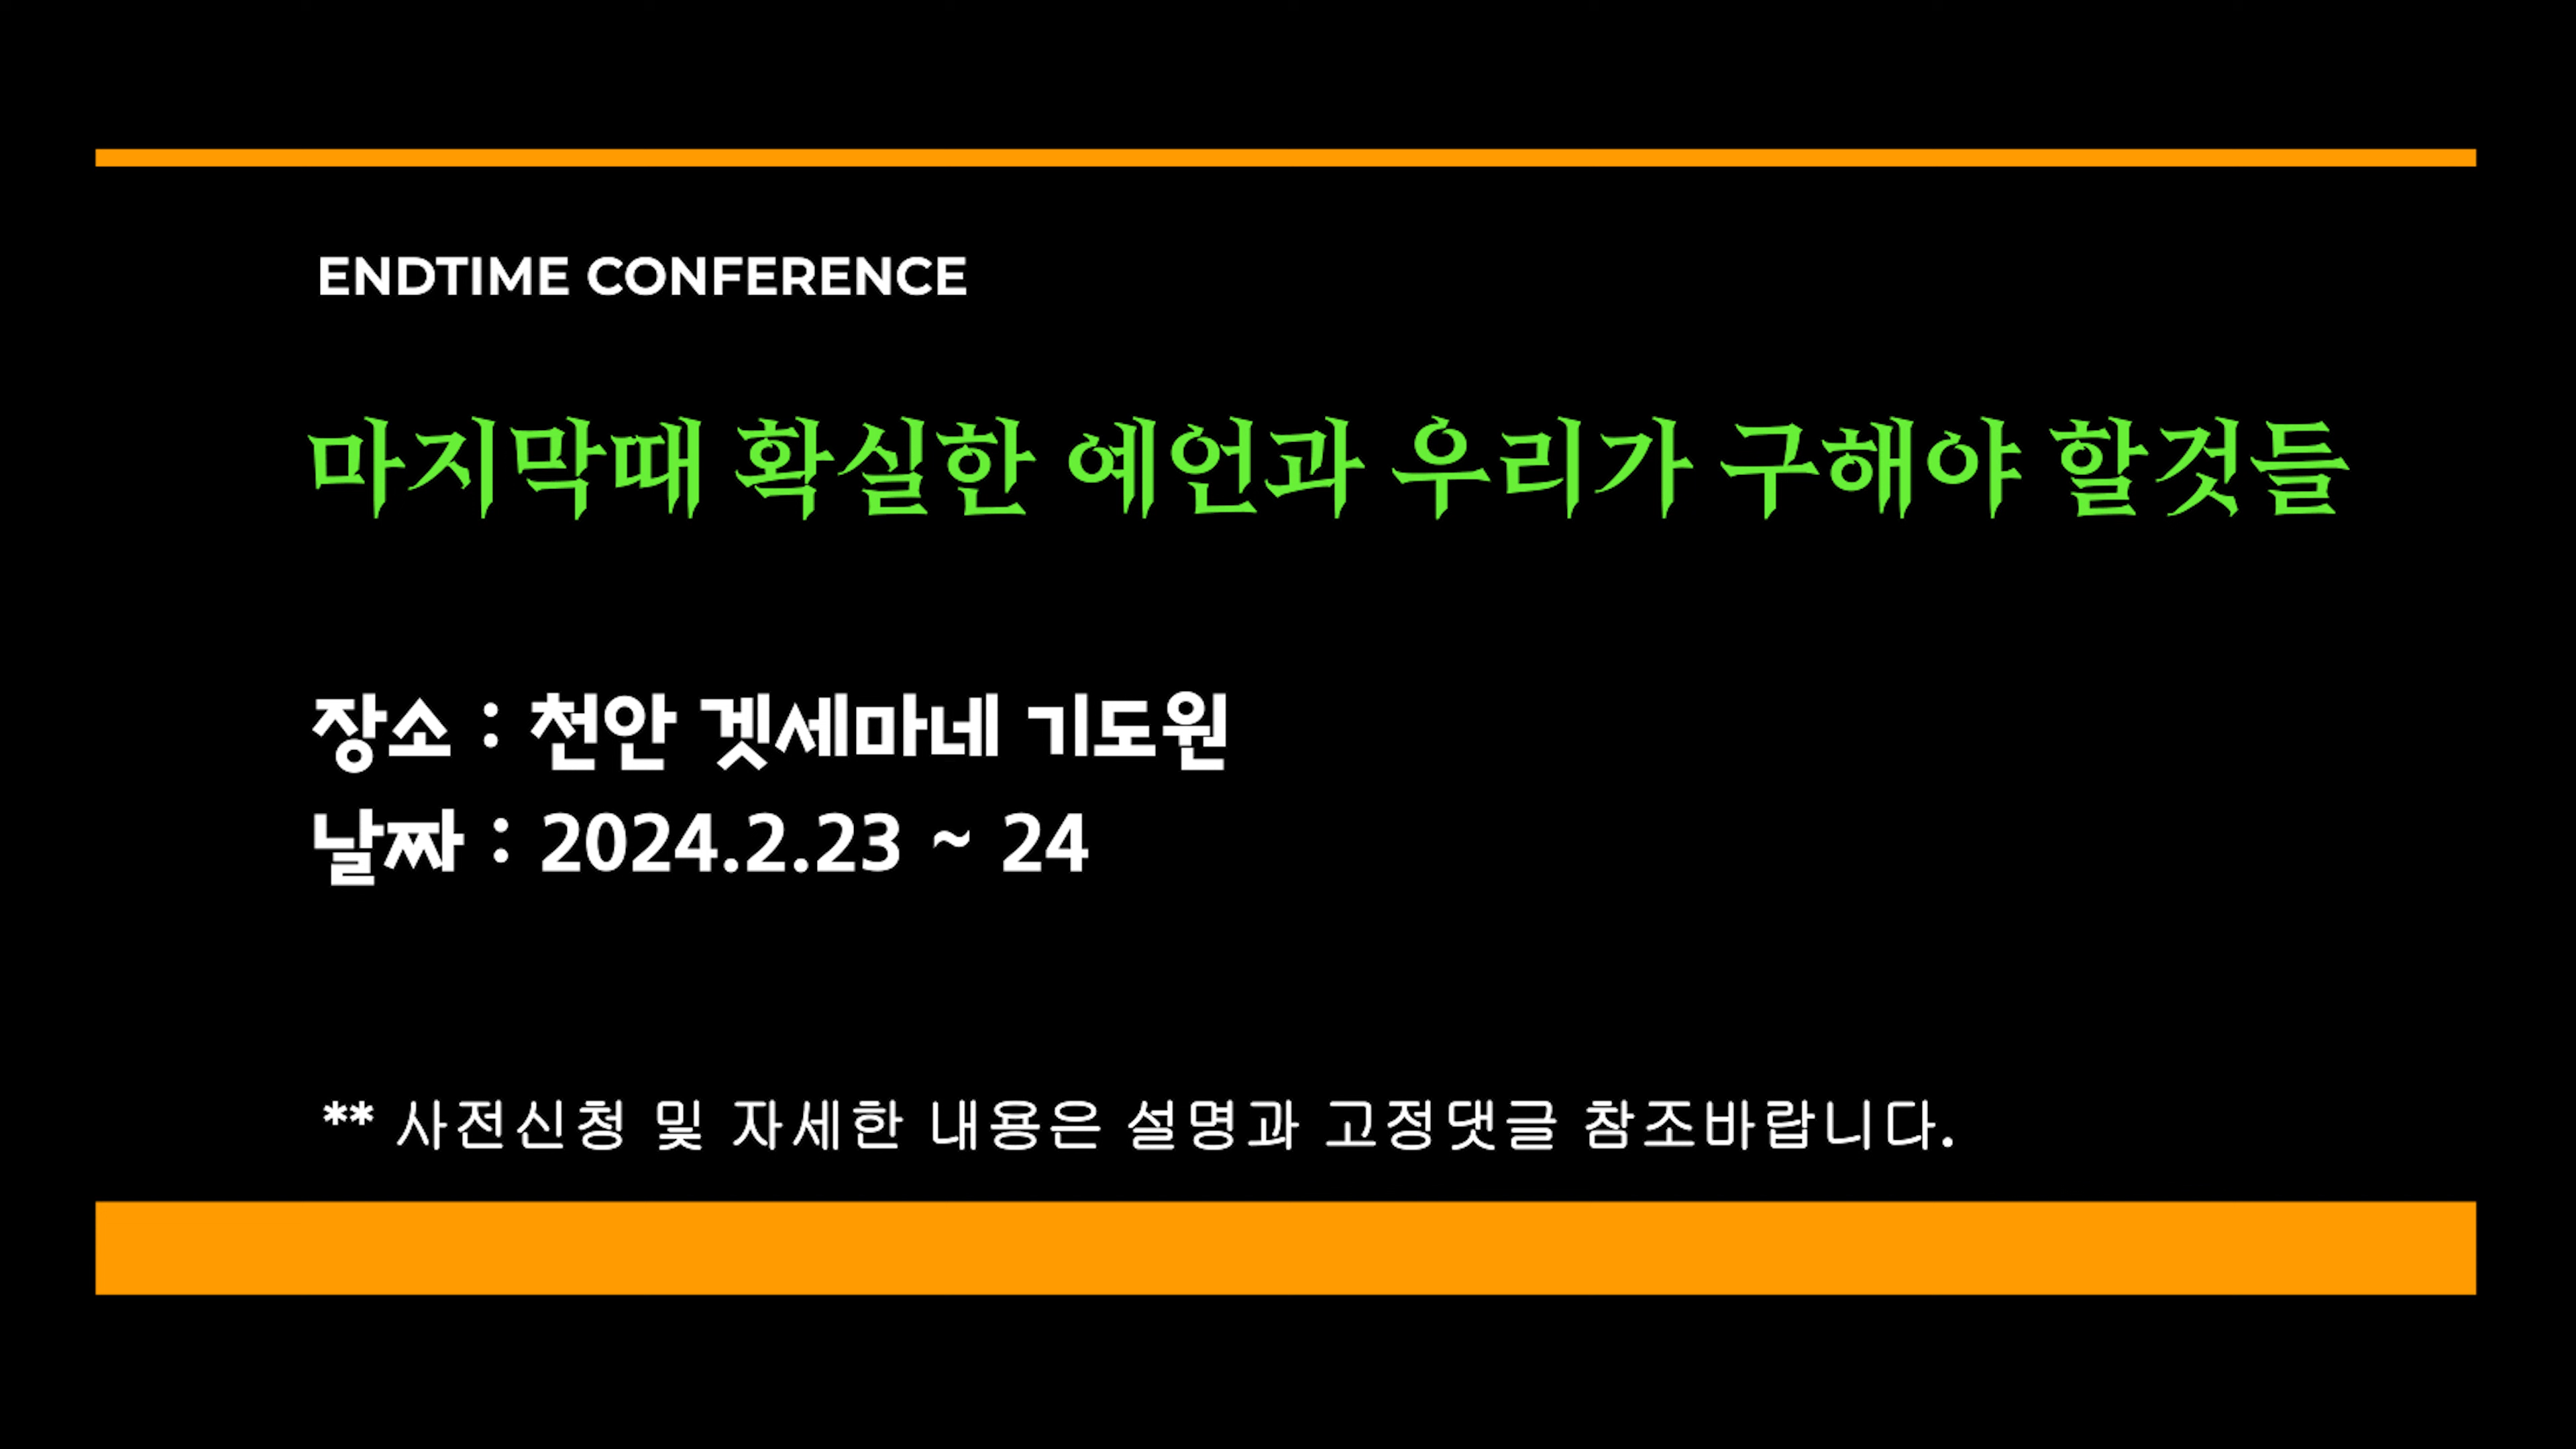 ENDTIME CONFERENCE
마지막때 확실한 예언과 우리가 구해야 할것들
장소 : 천안 겟세마네 기도원
날짜 : 2024.2.23 ~ 24
** 사전신청 및 자세한 내용은 설명과 고정댓글 참조바랍니다.